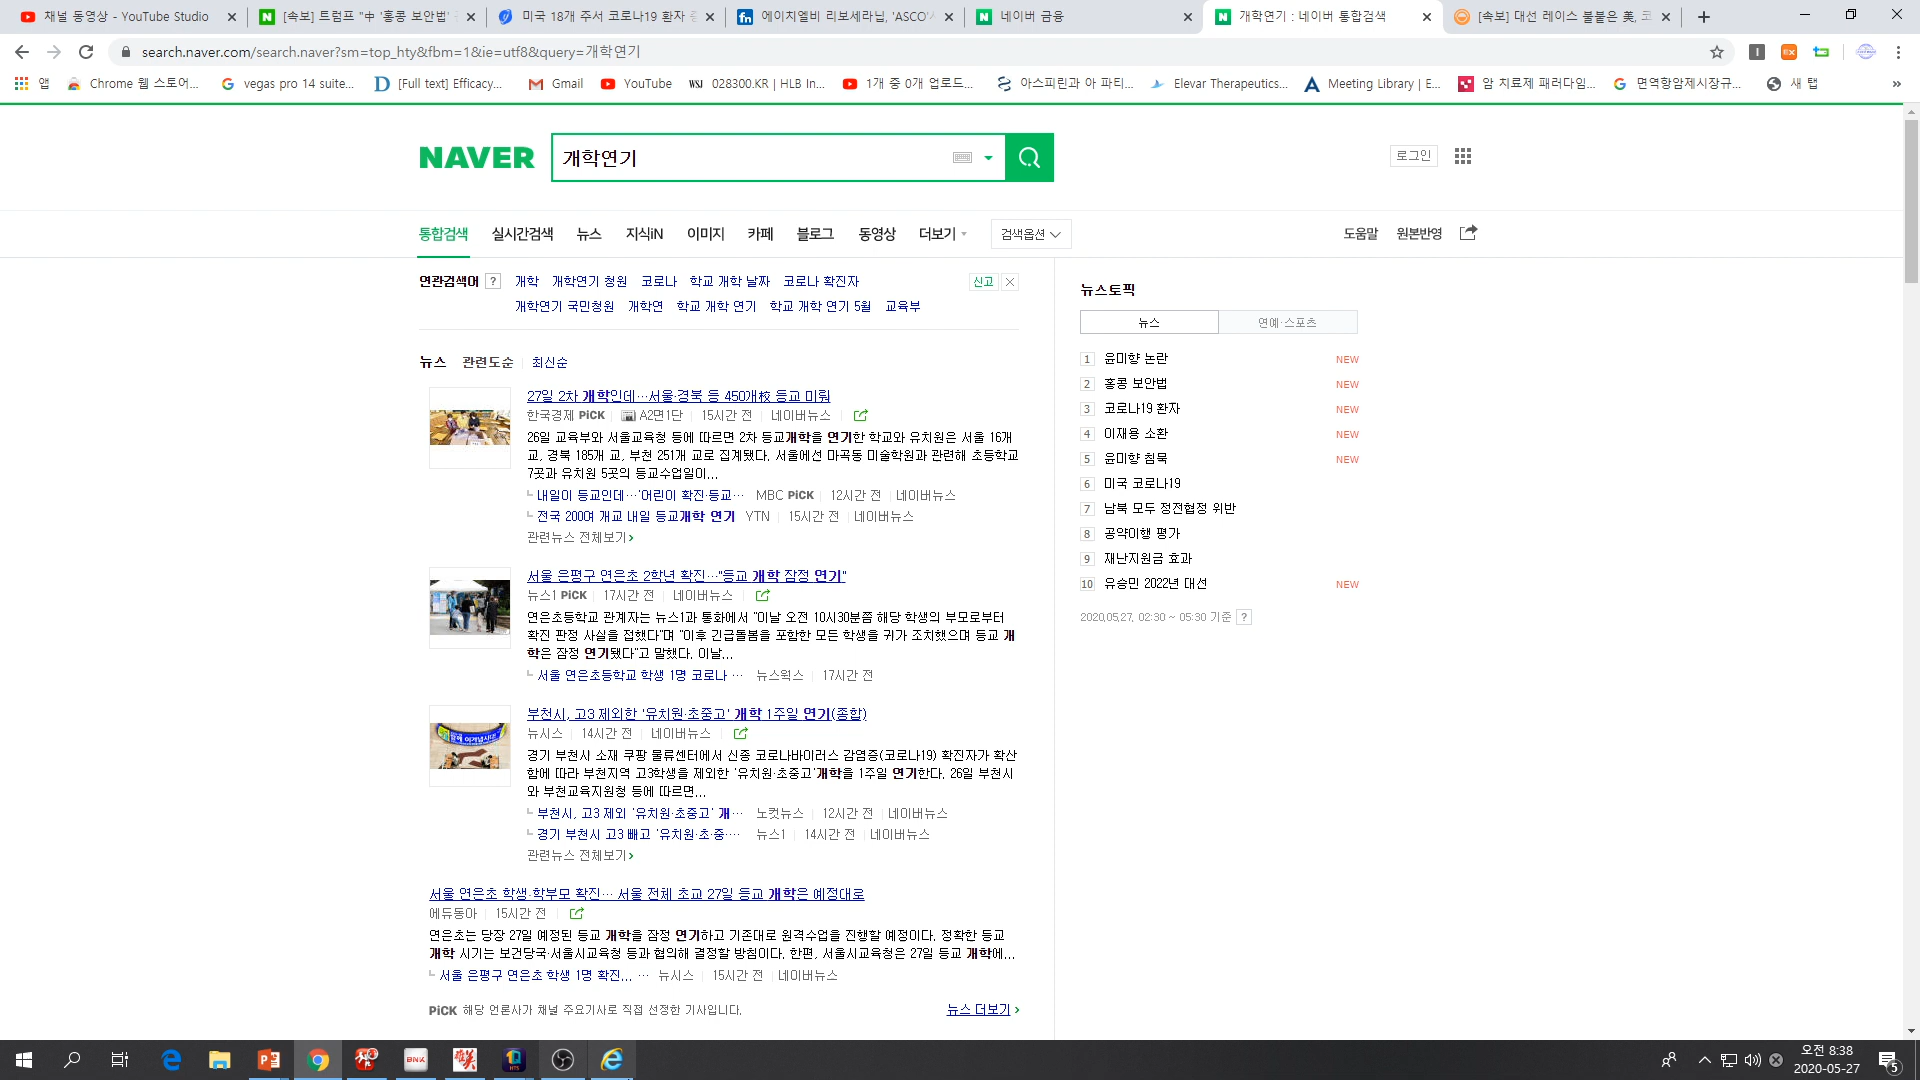 채널 동영상 - YouTube Studio
[속보] 트럼프 "中 '홍콩 보안법'
미국 18개 주서 코로나19 환자 증
에이치엘비 리보세라닙, 'ASCO'
네이버 금융
개학연기 : 네이버 통합검색
[속보] 대선 레이스 불붙은 美, 코
search.naver.com/search.naver?sm=top_hty&fbm=1&ie=utf8&query=개학연기
앱
Chrome 웹 스토어...
vegas pro 14 suite...
[Full text] Efficacy...
Gmail
YouTube
WSJ 028300.KR | HLB In...
1개 중 0개 업로드...
아스피린과 아 파티...
Elevar Therapeutics...
Meeting Library | E...
암 치료제 패러다임...
면역항암제시장규...
새 탭
NAVER
개학연기
로그인
통합검색 실시간검색 뉴스 지식iN 이미지 카페 블로그 동영상 더보기 검색옵션
도움말 원본반영
연관검색어 ? 개학 개학연기 청원 코로나 학교 개학 날짜 코로나 확진자 신고
개학연기 국민청원 개학연 학교 개학 연기 학교 개학 연기 5월 교육부
뉴스 관련도순 최신순
27일 2차 개학인데…서울·경북 등 450개校 등교 미뤄
한국경제 PiCK A2면1단 15시간 전 네이버뉴스
26일 교육부와 서울교육청 등에 따르면 2차 등교개학을 연기한 학교와 유치원은 서울 16개
교, 경북 185개 교, 부천 251개 교로 집계됐다. 서울에선 마곡동 미술학원과 관련해 초등학교
7곳과 유치원 5곳의 등교수업일이...
내일이 등교인데…'어린이 확진·등교… MBC PiCK 12시간 전 네이버뉴스
전국 200여 개교 내일 등교개학 연기 YTN 15시간 전 네이버뉴스
관련뉴스 전체보기
서울 은평구 연은초 2학년 확진…"등교 개학 잠정 연기"
뉴스1 PiCK 17시간 전 네이버뉴스
연은초등학교 관계자는 뉴스1과 통화에서 "이날 오전 10시30분쯤 해당 학생의 부모로부터
확진 판정 사실을 접했다"며 "이후 긴급돌봄을 포함한 모든 학생을 귀가 조치했으며 등교 개
학은 잠정 연기됐다"고 말했다. 이날...
서울 연은초등학교 학생 1명 코로나 … 뉴스웍스 17시간 전
부천시, 고3 제외한 '유치원·초중고' 개학 1주일 연기(종합)
뉴시스 14시간 전 네이버뉴스
경기 부천시 소재 쿠팡 물류센터에서 신종 코로나바이러스 감염증(코로나19) 확진자가 확산
함에 따라 부천지역 고3학생을 제외한 '유치원·초중고'개학을 1주일 연기한다. 26일 부천시
와 부천교육지원청 등에 따르면...
부천시, 고3 제외 '유치원·초중고' 개… 노컷뉴스 12시간 전 네이버뉴스
경기 부천시 고3 빼고 '유치원·초·중·… 뉴스1 14시간 전 네이버뉴스
관련뉴스 전체보기
서울 연은초 학생·학부모 확진… 서울 전체 초교 27일 등교 개학은 예정대로
에듀동아 15시간 전
연은초는 당장 27일 예정된 등교 개학을 잠정 연기하고 기존대로 원격수업을 진행할 예정이다. 정확한 등교
개학 시기는 보건당국·서울시교육청 등과 협의해 결정할 방침이다. 한편, 서울시교육청은 27일 등교 개학에...
서울 은평구 연은초 학생 1명 확진... … 뉴시스 15시간 전 네이버뉴스
PiCK 해당 언론사가 채널 주요기사로 직접 선정한 기사입니다.
뉴스 더보기
뉴스토픽
뉴스 연예·스포츠
1 윤미향 논란 NEW
2 홍콩 보안법 NEW
3 코로나19 환자 NEW
4 이재용 소환 NEW
5 윤미향 침묵 NEW
6 미국 코로나19
7 남북 모두 정전협정 위반
8 공약이행 평가
9 재난지원금 효과
10 유승민 2022년 대선 NEW
2020.05.27. 02:30 ~ 05:30 기준 ?
오전 8:38
2020-05-27
5